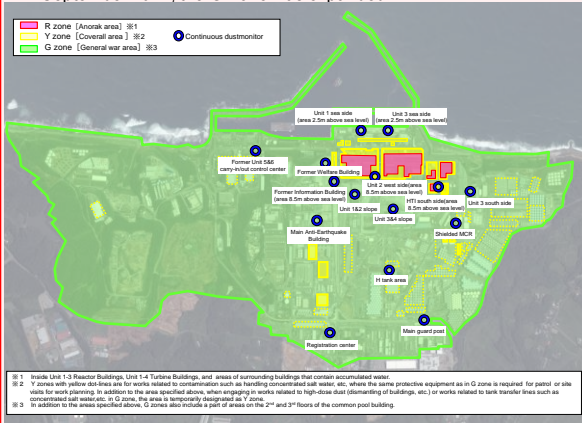 R zone [Anorak area] ※1
Y zone [Coverall area] ※2
G zone [General war area] ※3
Continuous dustmonitor
Unit 1 sea side
(area 2.5m above sea level)
Unit 3 sea side
(area 2.5m above sea level)
Former Unit 5&6
carry-in/out control center
Former Welfare Building
Former Information Building
(area 8.5m above sea level)
Unit 2 west side(area
8.5m above sea level)
HTI south side(area
8.5m above sea level)
Unit 3 south side
Unit 1&2 slope
Unit 3&4 slope
Main Anti-Earthquake
Building
Shielded MCR
H tank area
Main guard post
Registration center
※ 1 Inside Unit 1-3 Reactor Buildings, Unit 1-4 Turbine Buildings, and areas of surrounding buildings that contain accumulated water.
※ 2 Y zones with yellow dot-lines are for works related to contamination such as handling concentrated salt water, etc, where the same protective equipment as in G zone is required for patrol or site
visits for work planning. In addition to the area specified above, when engaging in works related to high-dose dust (dismantling of buildings, etc.) or works related to tank transfer lines such as
concentrated salt water,etc. in G zone, the area is temporarily designated as Y zone.
※ 3 In addition to the areas specified above, G zones also include a part of areas on the 2nd and 3rd floors of the common pool building.